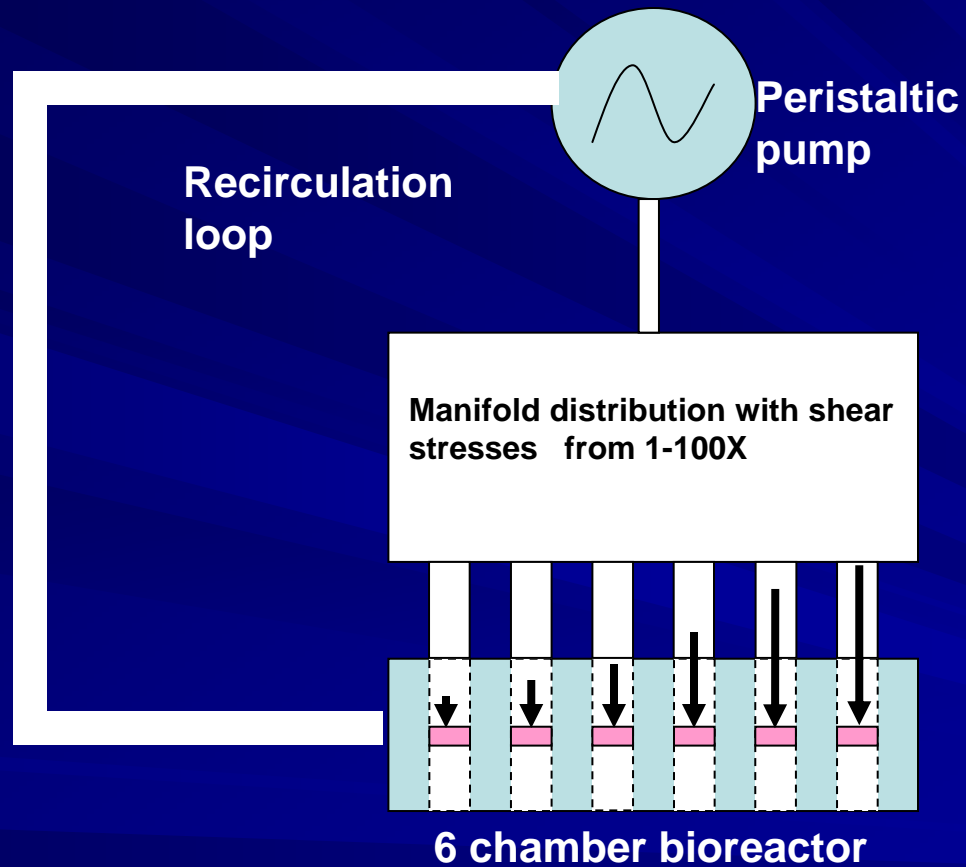 Peristaltic
pump
Recirculation
loop
Manifold distribution with shear
stresses   from 1-100X
6 chamber bioreactor